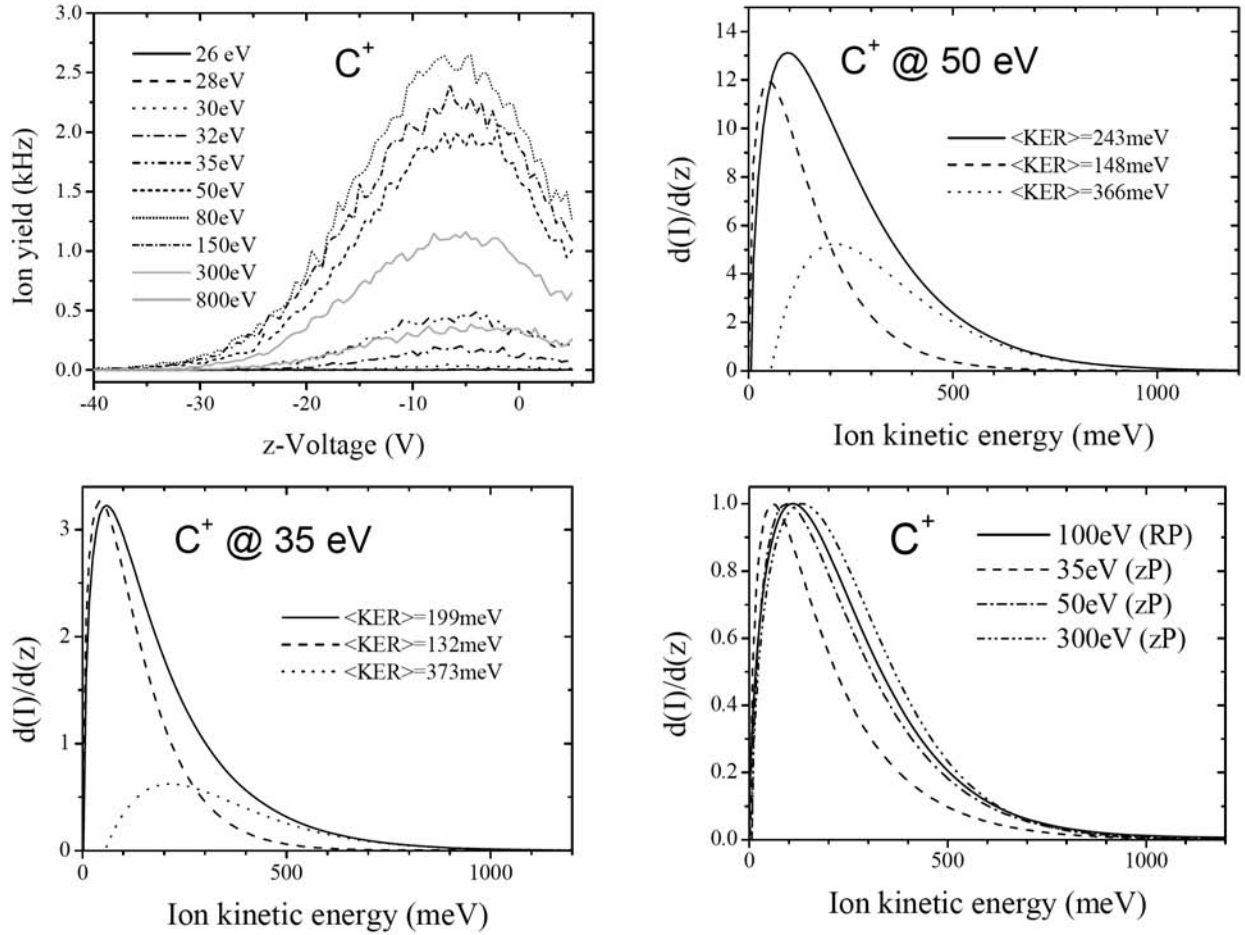 3.0
2.5
2.0
1.5
1.0
0.5
0.0
Ion yield (kHz)
C+
26 eV
28eV
30eV
32eV
35eV
50eV
80eV
150eV
300eV
800eV
-40 -30 -20 -10 0
z-Voltage (V)
14
12
10
8
6
4
2
0
d(I)/d(z)
C+ @ 50 eV
<KER>=243meV
<KER>=148meV
<KER>=366meV
0 500 1000
Ion kinetic energy (meV)
3
2
1
0
d(I)/d(z)
C+ @ 35 eV
<KER>=199meV
<KER>=132meV
<KER>=373meV
0 500 1000
Ion kinetic energy (meV)
1.0
0.8
0.6
0.4
0.2
0.0
d(I)/d(z)
C+
100eV (RP)
35eV (zP)
50eV (zP)
300eV (zP)
0 500 1000
Ion kinetic energy (meV)